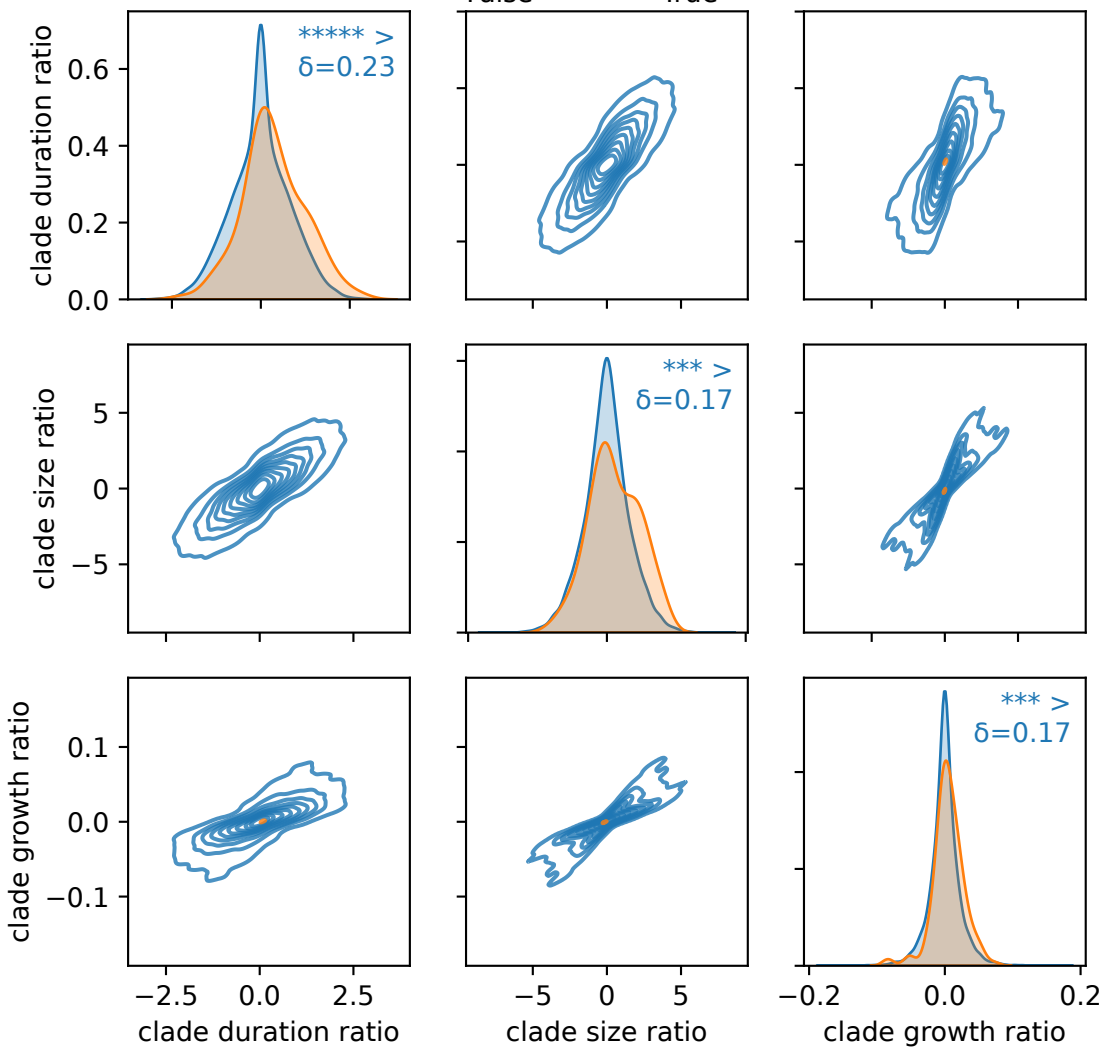 True
clade duration ratio
0.6
0.4
0.2
0.0
***** >
δ=0.23
clade size ratio
5
0
−5
*** >
δ=0.17
clade growth ratio
0.1
0.0
−0.1
*** >
δ=0.17
−2.5 0.0 2.5
−5 0 5
−0.2 0.0 0.2
clade duration ratio
clade size ratio
clade growth ratio